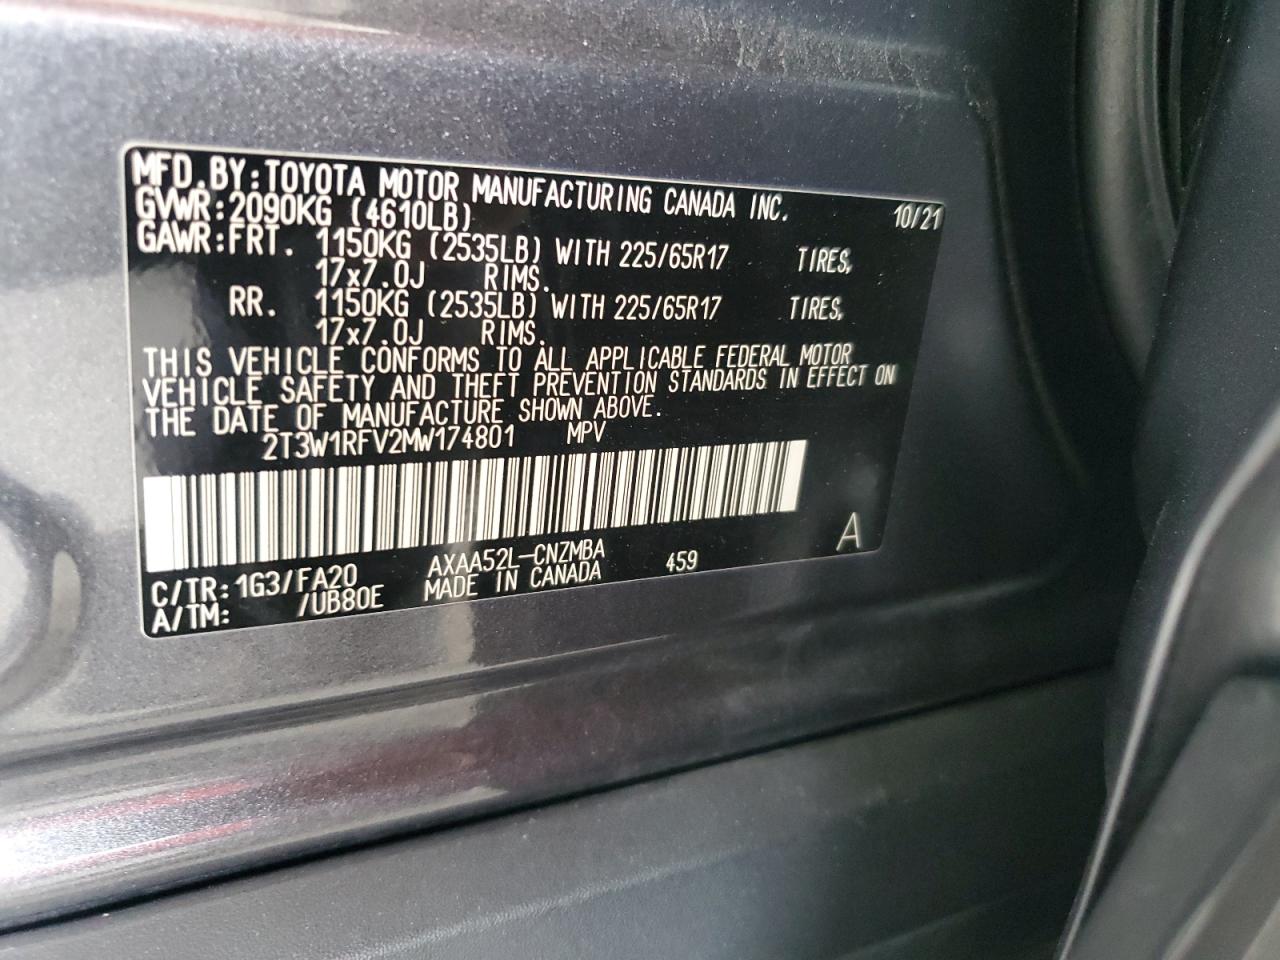 MFD.BY:TOYOTA MOTOR MANUFACTURING CANADA INC. 10/21
GVWR:2090KG (4610LB)
GAWR:FRT. 1150KG (2535LB) WITH 225/65R17 TIRES,
17x7.0J RIMS.
RR. 1150KG (2535LB) WITH 225/65R17 TIRES,
17x7.0J RIMS.
THIS VEHICLE CONFORMS TO ALL APPLICABLE FEDERAL MOTOR
VEHICLE SAFETY AND THEFT PREVENTION STANDARDS IN EFFECT ON
THE DATE OF MANUFACTURE SHOWN ABOVE.
2T3W1RFV2MW174801 MPV
A
C/TR:1G3/FA20 AXAA52L-CNZMBA 459
A/TM: /UB80E MADE IN CANADA